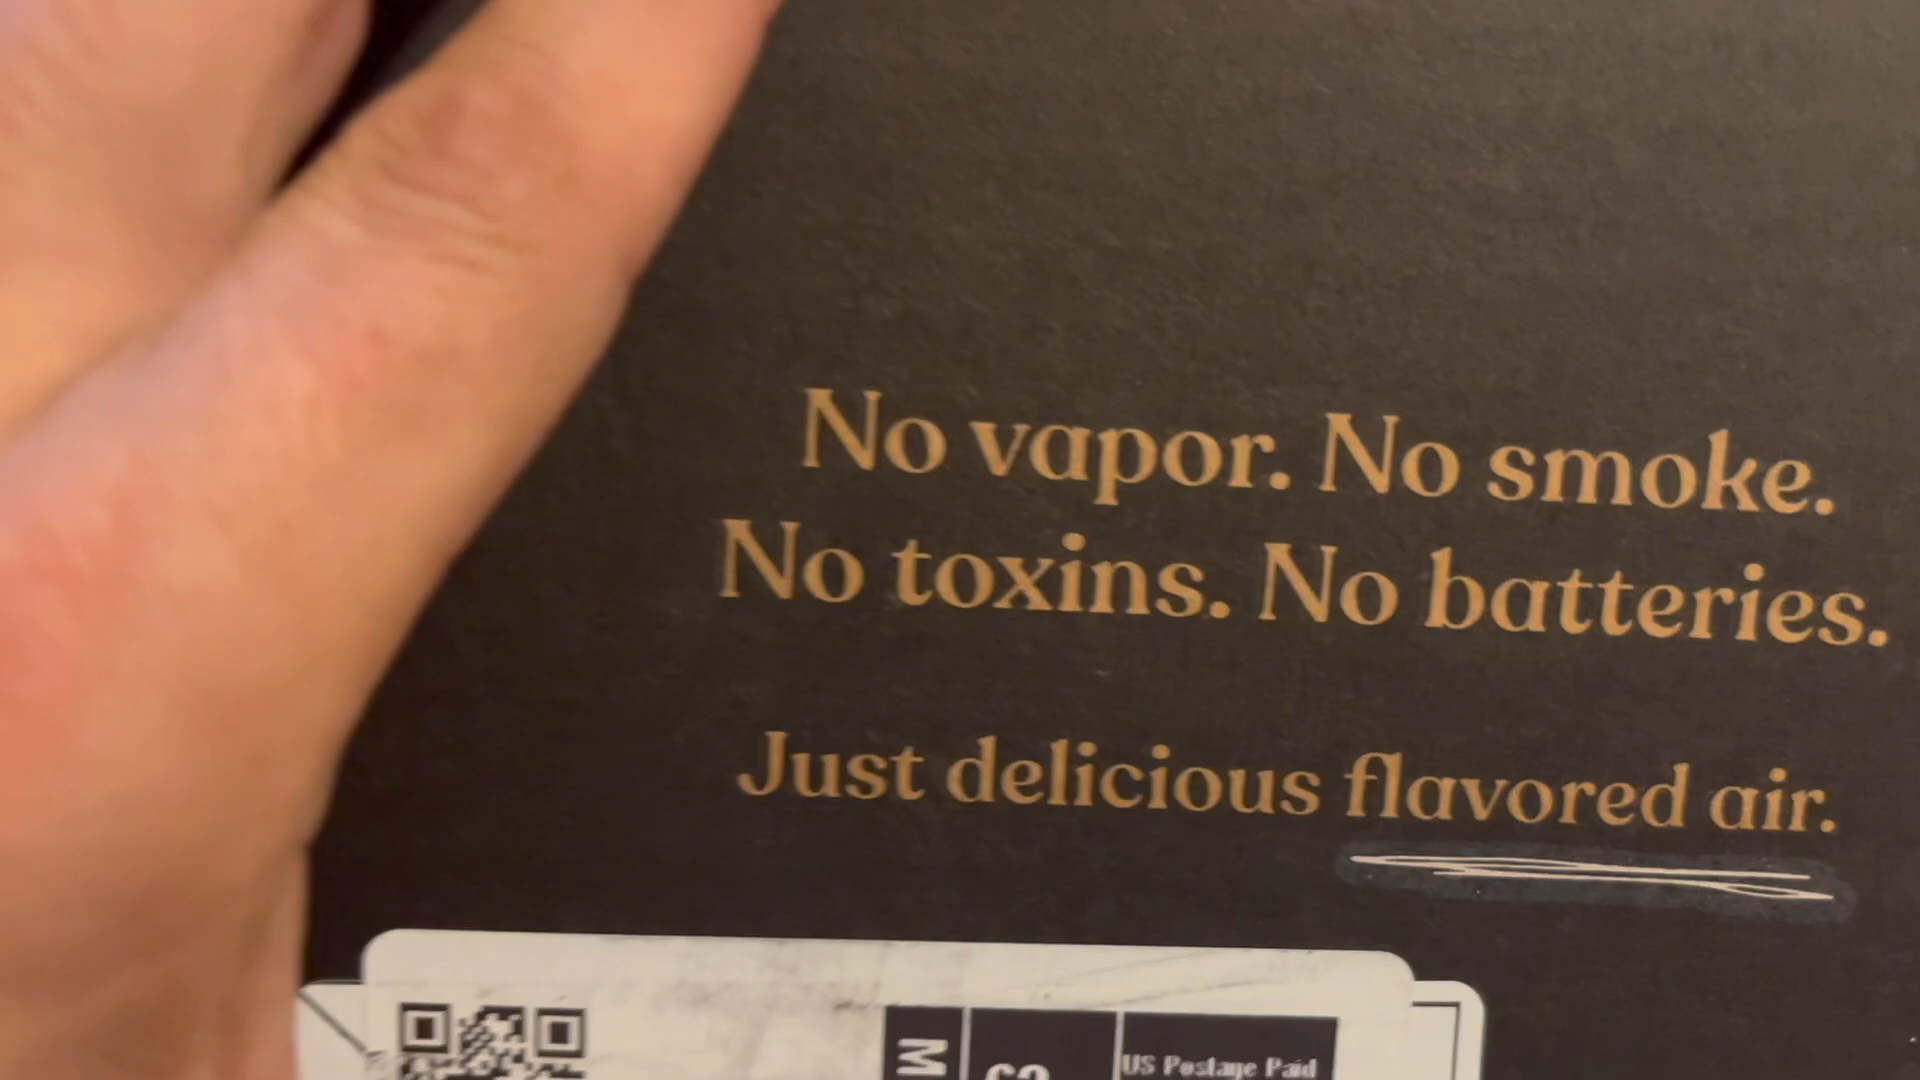 No vapor. No smoke.
No toxins. No batteries.
Just delicious flavored air.
M
US Postage Paid